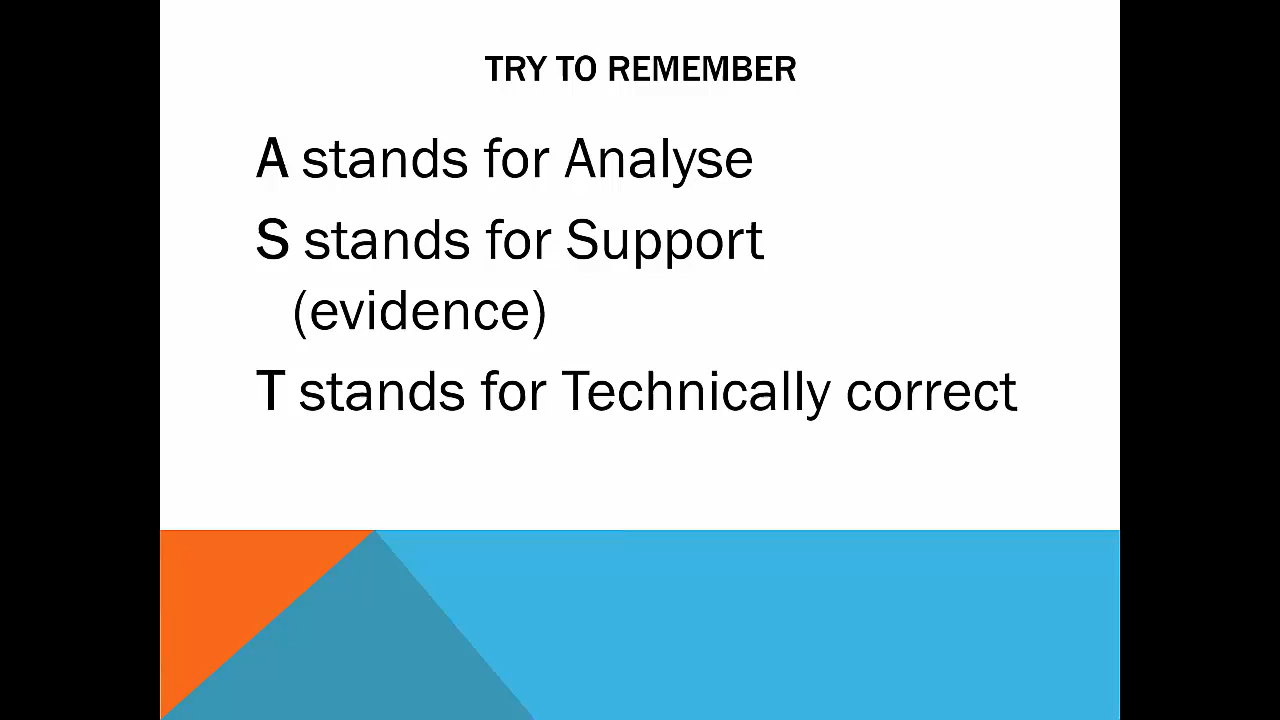 TRY TO REMEMBER
A stands for Analyse
S stands for Support
(evidence)
T stands for Technically correct